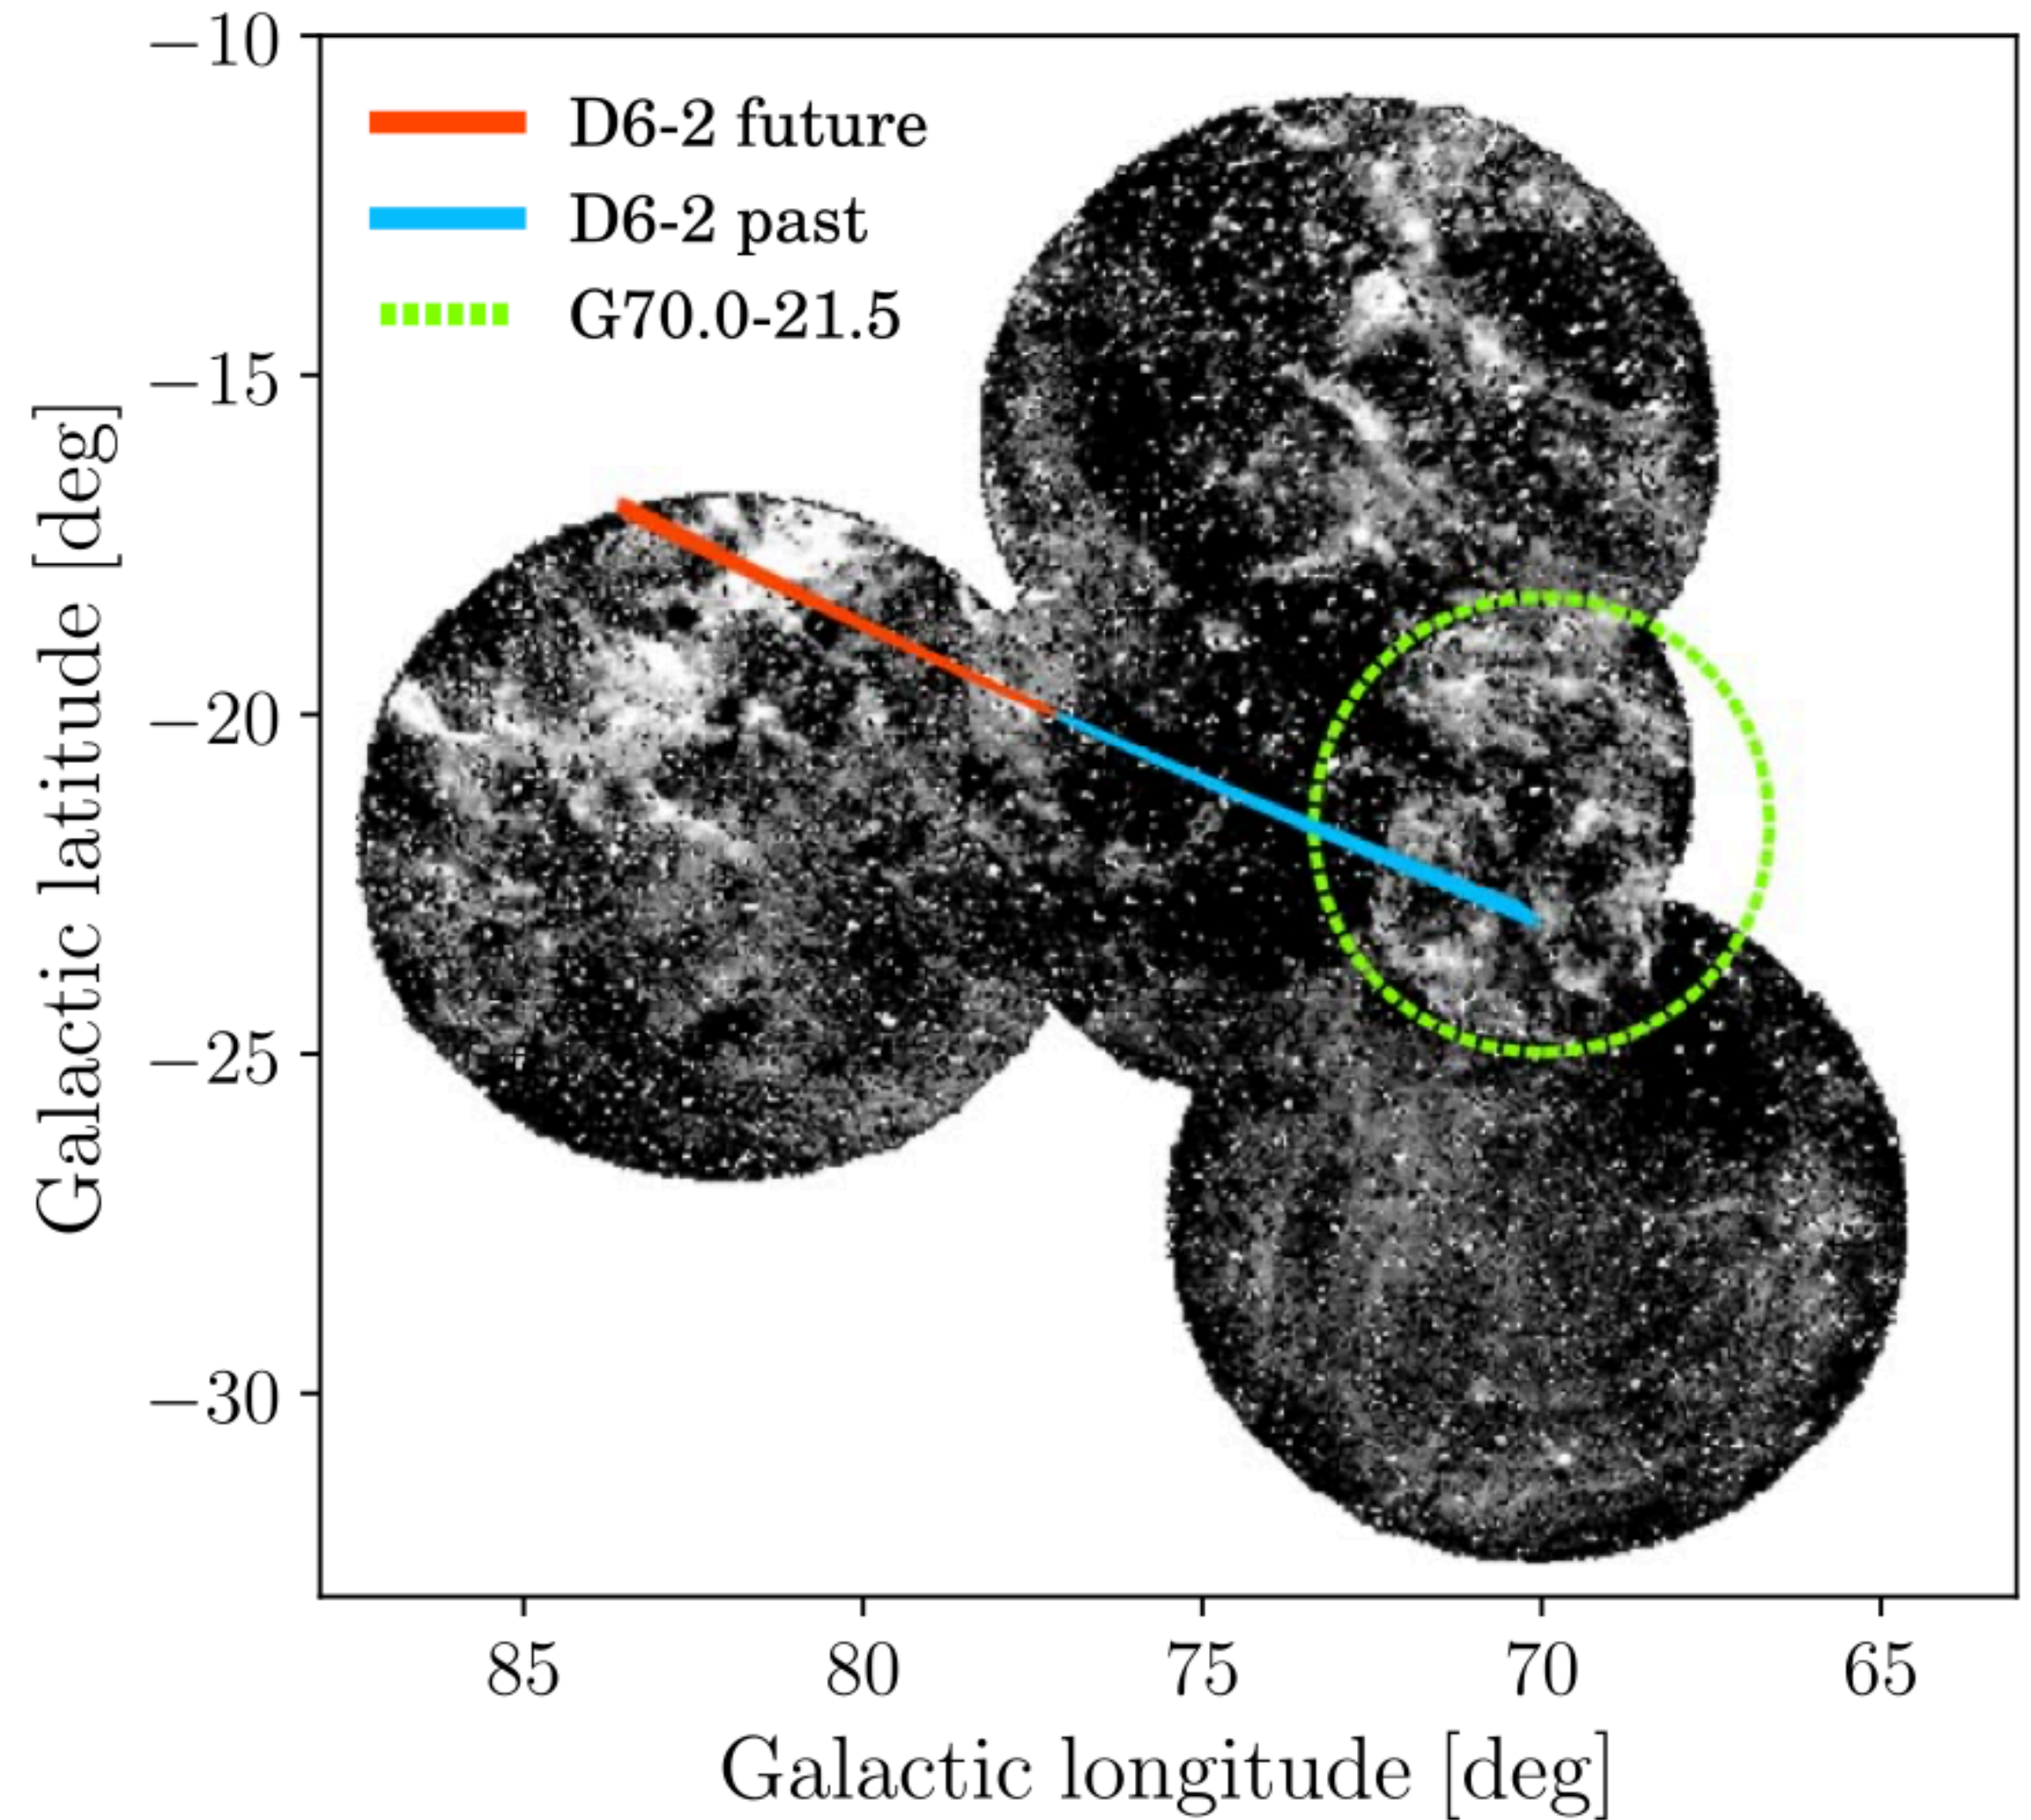 D6-2 future
D6-2 past
G70.0-21.5
−10
−15
−20
−25
−30
Galactic latitude [deg]
85 80 75 70 65
Galactic longitude [deg]